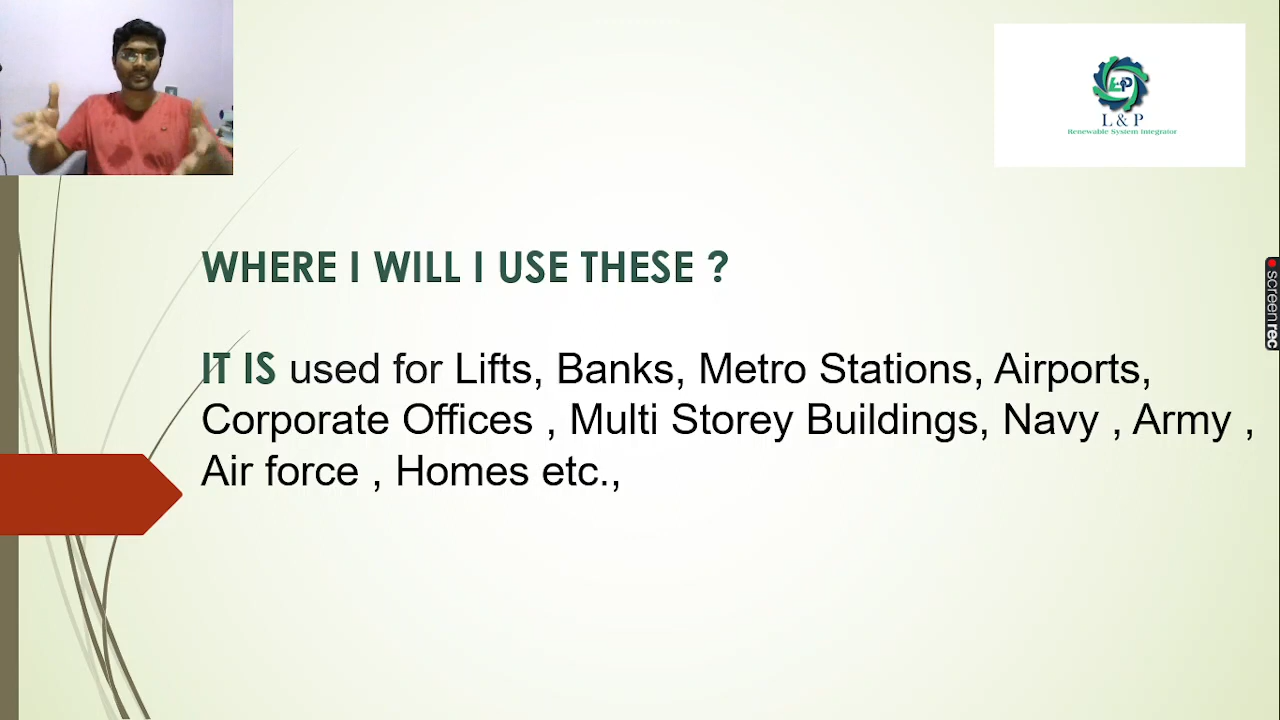 L&P
L & P
Renewable System Integrator
WHERE I WILL I USE THESE ?
IT IS used for Lifts, Banks, Metro Stations, Airports,
Corporate Offices , Multi Storey Buildings, Navy , Army ,
Air force , Homes etc.,
screenrec